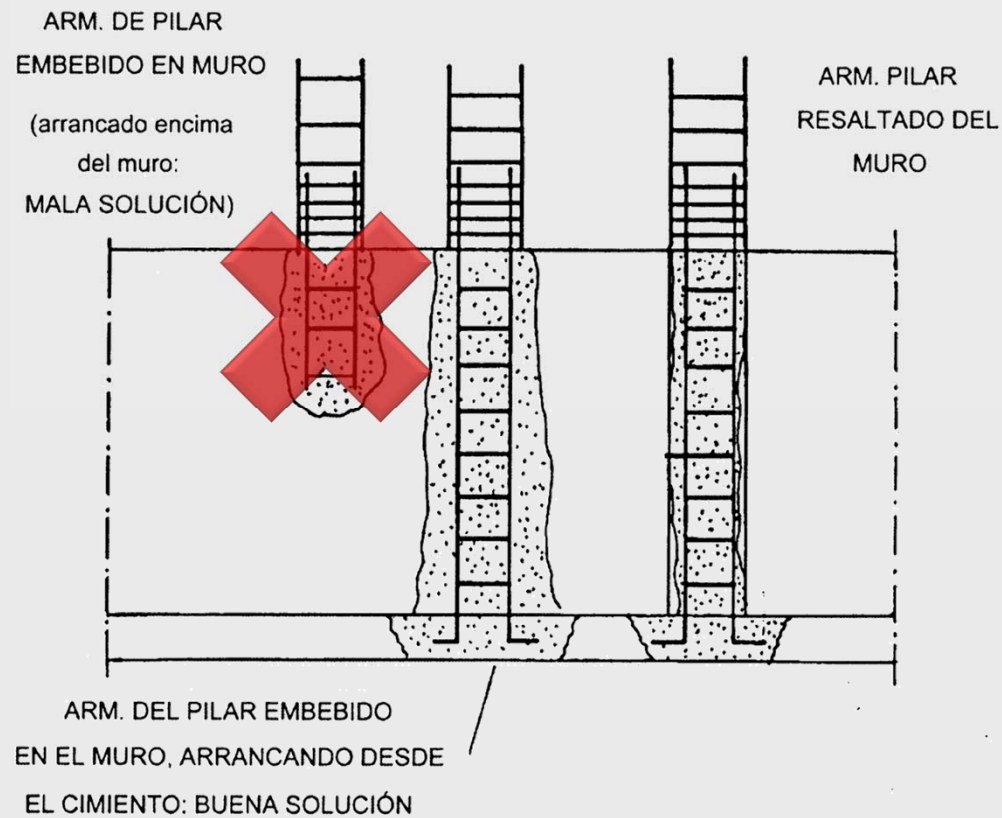 ARM. DE PILAR
EMBEBIDO EN MURO
(arrancado encima
del muro:
MALA SOLUCIÓN)
ARM. PILAR
RESALTADO DEL
MURO
ARM. DEL PILAR EMBEBIDO
EN EL MURO, ARRANCANDO DESDE
EL CIMIENTO: BUENA SOLUCIÓN